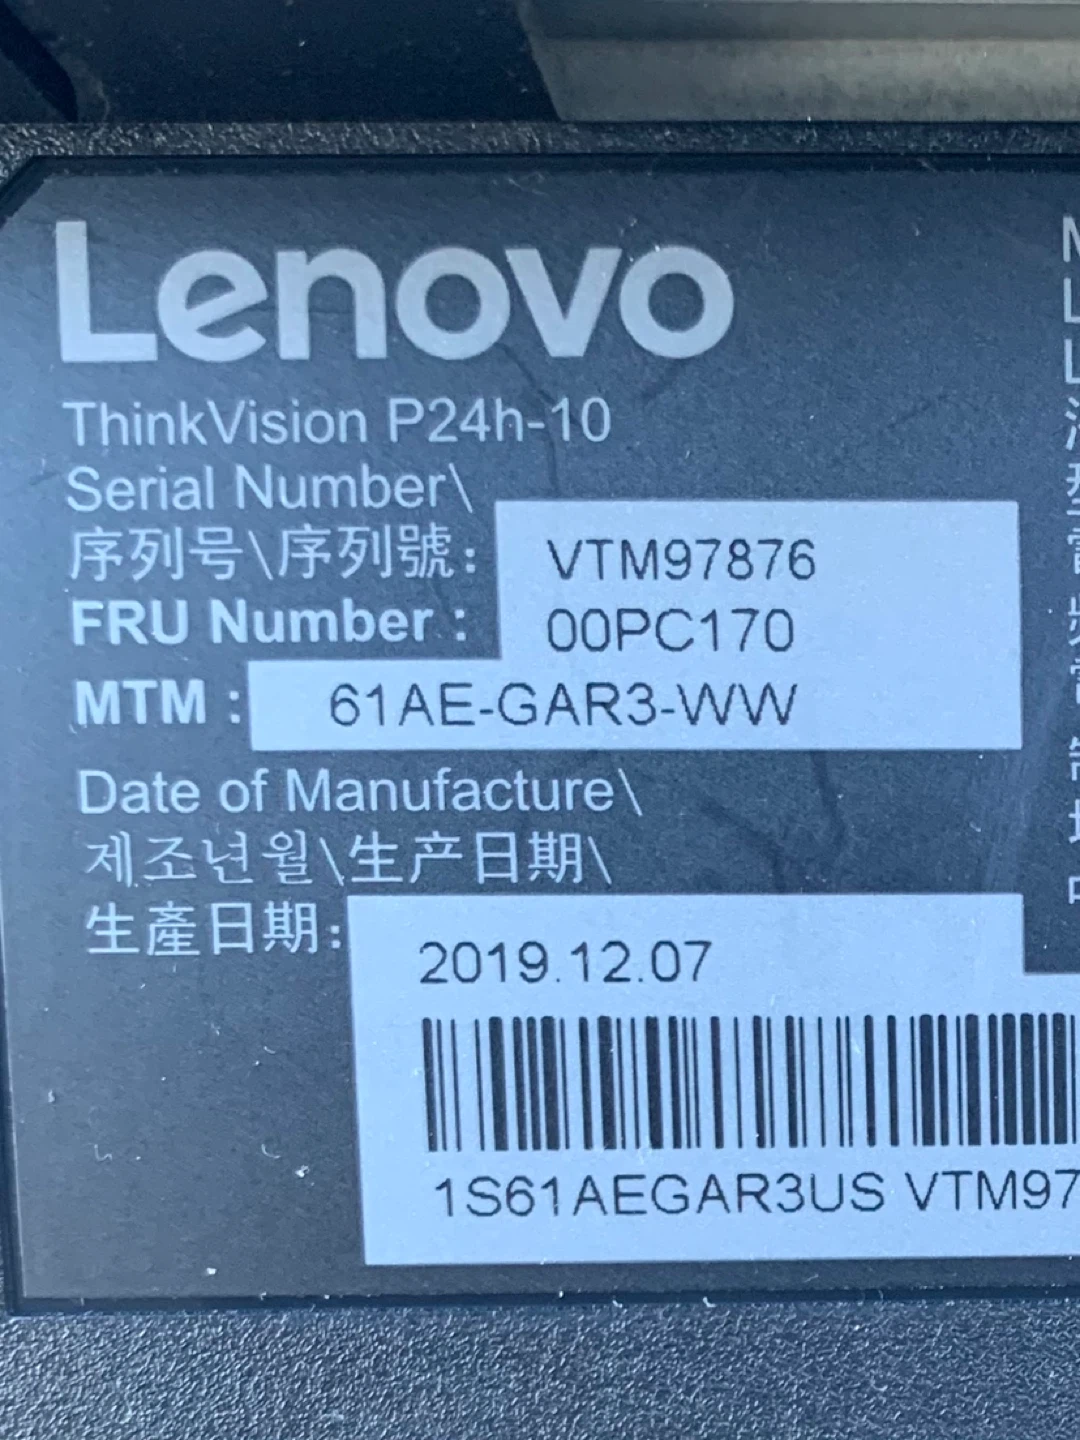 Lenovo
ThinkVision P24h-10
Serial Number\
序列号\序列號: VTM97876
FRU Number : 00PC170
MTM : 61AE-GAR3-WW
Date of Manufacture\
제조년월\生产日期\
生產日期: 2019.12.07
1S61AEGAR3US VTM97